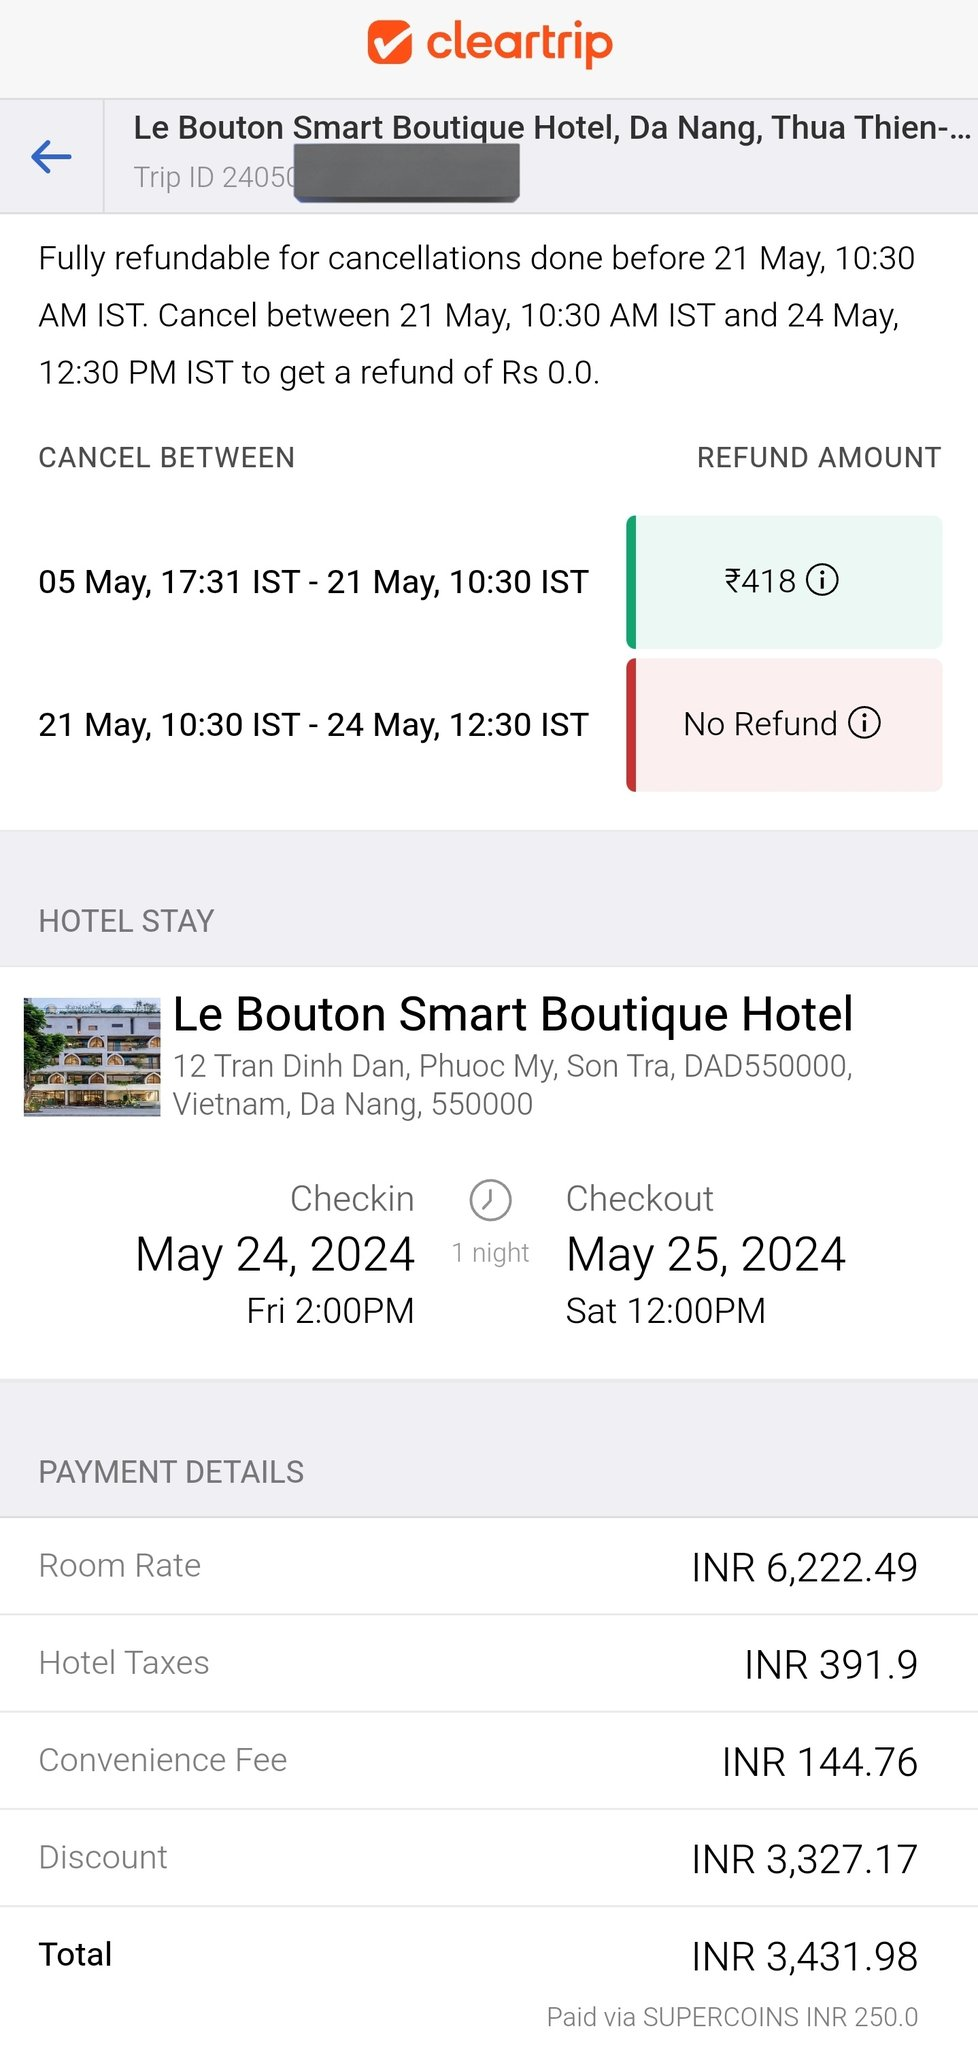 cleartrip
Le Bouton Smart Boutique Hotel, Da Nang, Thua Thien-...
Trip ID 24050
Fully refundable for cancellations done before 21 May, 10:30
AM IST. Cancel between 21 May, 10:30 AM IST and 24 May,
12:30 PM IST to get a refund of Rs 0.0.
CANCEL BETWEEN REFUND AMOUNT
05 May, 17:31 IST - 21 May, 10:30 IST ₹418
21 May, 10:30 IST - 24 May, 12:30 IST No Refund
HOTEL STAY
Le Bouton Smart Boutique Hotel
12 Tran Dinh Dan, Phuoc My, Son Tra, DAD550000,
Vietnam, Da Nang, 550000
Checkin Checkout
May 24, 2024 1 night May 25, 2024
Fri 2:00PM Sat 12:00PM
PAYMENT DETAILS
Room Rate INR 6,222.49
Hotel Taxes INR 391.9
Convenience Fee INR 144.76
Discount INR 3,327.17
Total INR 3,431.98
Paid via SUPERCOINS INR 250.0